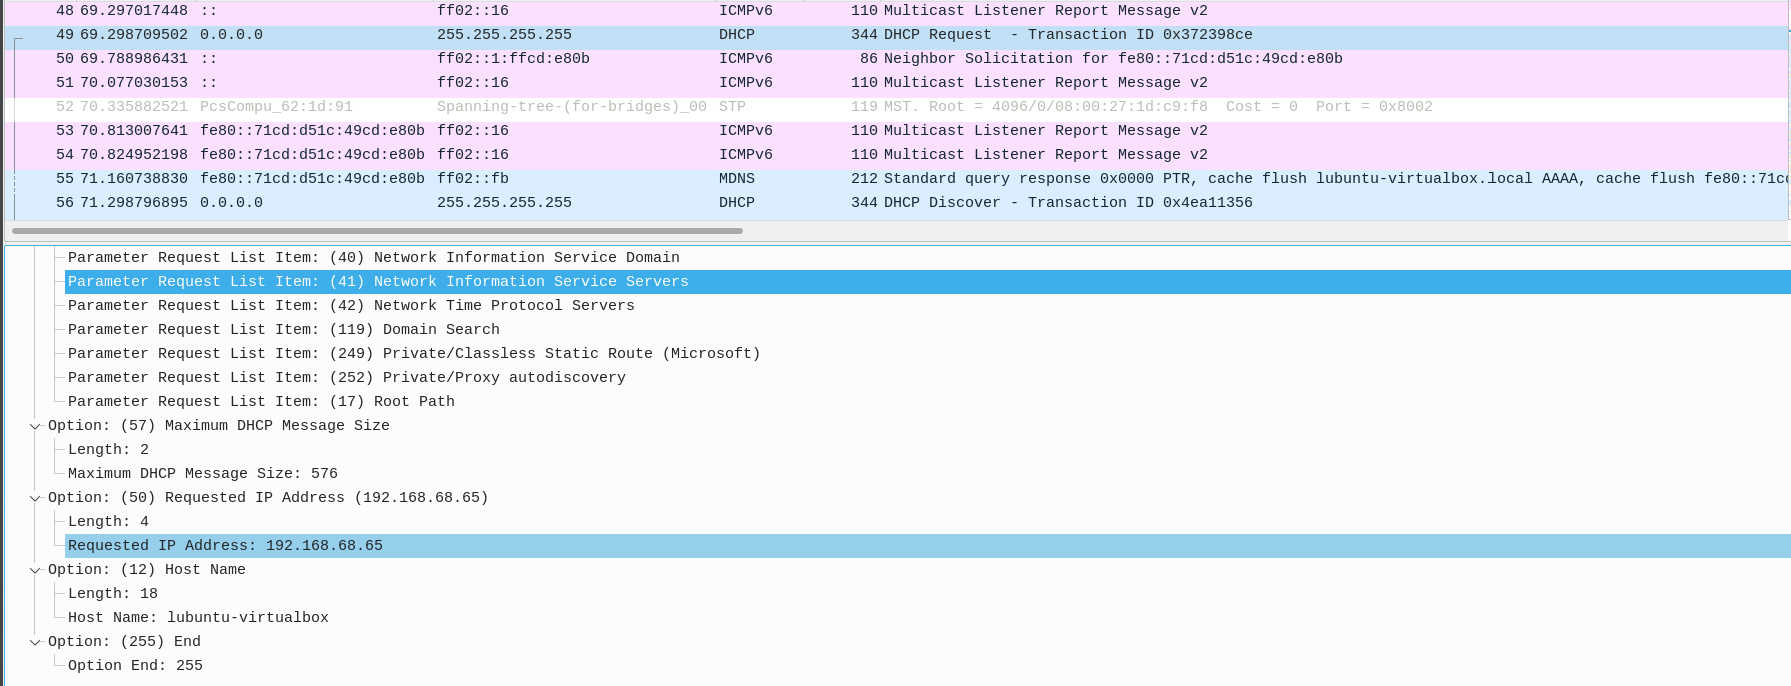 48 69.297017448 :: ff02::16 ICMPv6 110 Multicast Listener Report Message v2
49 69.298709502 0.0.0.0 255.255.255.255 DHCP 344 DHCP Request  - Transaction ID 0x372398ce
50 69.788986431 :: ff02::1:ffcd:e80b ICMPv6 86 Neighbor Solicitation for fe80::71cd:d51c:49cd:e80b
51 70.077030153 :: ff02::16 ICMPv6 110 Multicast Listener Report Message v2
52 70.335882521 PcsCompu_62:1d:91 Spanning-tree-(for-bridges)_00 STP 119 MST. Root = 4096/0/08:00:27:1d:c9:f8  Cost = 0  Port = 0x8002
53 70.813007641 fe80::71cd:d51c:49cd:e80b ff02::16 ICMPv6 110 Multicast Listener Report Message v2
54 70.824952198 fe80::71cd:d51c:49cd:e80b ff02::16 ICMPv6 110 Multicast Listener Report Message v2
55 71.160738830 fe80::71cd:d51c:49cd:e80b ff02::fb MDNS 212 Standard query response 0x0000 PTR, cache flush lubuntu-virtualbox.local AAAA, cache flush fe80::71c
56 71.298796895 0.0.0.0 255.255.255.255 DHCP 344 DHCP Discover - Transaction ID 0x4ea11356
Parameter Request List Item: (40) Network Information Service Domain
Parameter Request List Item: (41) Network Information Service Servers
Parameter Request List Item: (42) Network Time Protocol Servers
Parameter Request List Item: (119) Domain Search
Parameter Request List Item: (249) Private/Classless Static Route (Microsoft)
Parameter Request List Item: (252) Private/Proxy autodiscovery
Parameter Request List Item: (17) Root Path
Option: (57) Maximum DHCP Message Size
Length: 2
Maximum DHCP Message Size: 576
Option: (50) Requested IP Address (192.168.68.65)
Length: 4
Requested IP Address: 192.168.68.65
Option: (12) Host Name
Length: 18
Host Name: lubuntu-virtualbox
Option: (255) End
Option End: 255